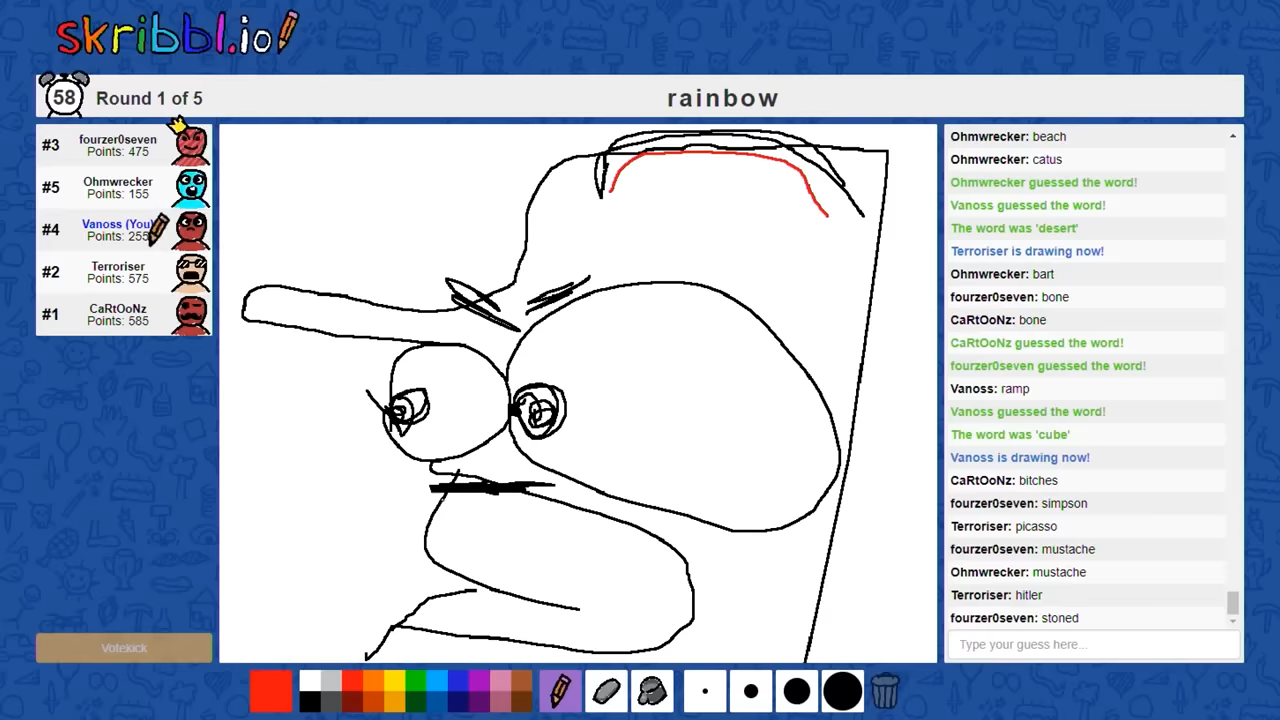 skribbl.io
58
Round 1 of 5
rainbow
#3
fourzer0seven
Points: 475
#5
Ohmwrecker
Points: 155
#4
Vanoss (You)
Points: 255
#2
Terroriser
Points: 575
#1
CaRtOoNz
Points: 585
Votekick
Ohmwrecker: beach
Ohmwrecker: catus
Ohmwrecker guessed the word!
Vanoss guessed the word!
The word was 'desert'
Terroriser is drawing now!
Ohmwrecker: bart
fourzer0seven: bone
CaRtOoNz: bone
CaRtOoNz guessed the word!
fourzer0seven guessed the word!
Vanoss: ramp
Vanoss guessed the word!
The word was 'cube'
Vanoss is drawing now!
CaRtOoNz: bitches
fourzer0seven: simpson
Terroriser: picasso
fourzer0seven: mustache
Ohmwrecker: mustache
Terroriser: hitler
fourzer0seven: stoned
Type your guess here...